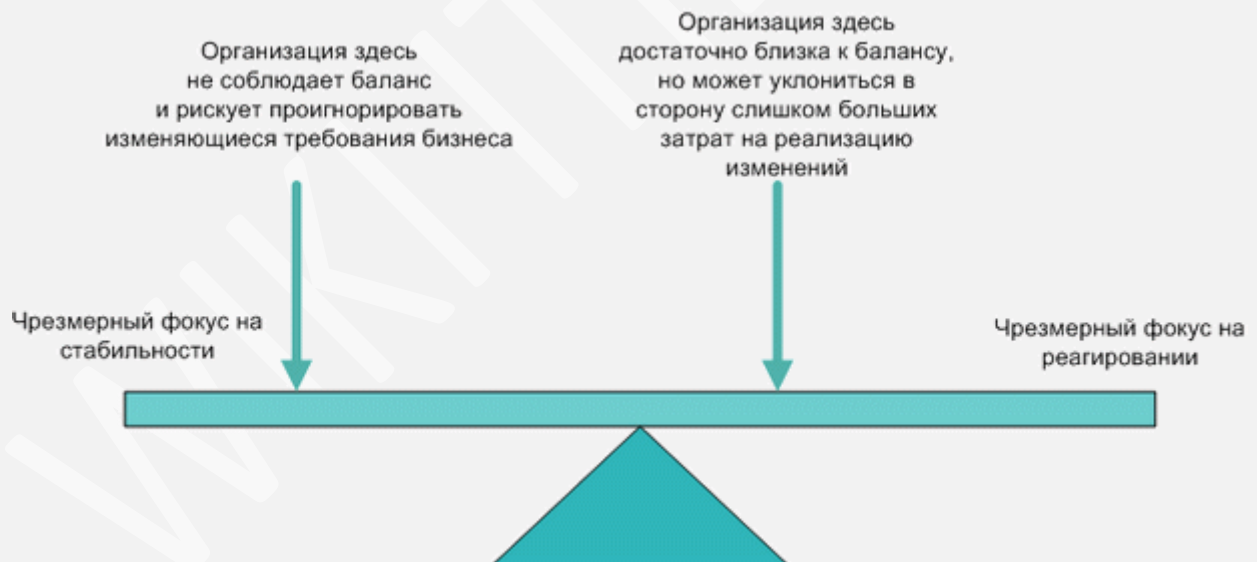 Организация здесь
не соблюдает баланс
и рискует проигнорировать
изменяющиеся требования бизнеса
Организация здесь
достаточно близка к балансу,
но может уклониться в
сторону слишком больших
затрат на реализацию
изменений
Чрезмерный фокус на
стабильности
Чрезмерный фокус на
реагировании